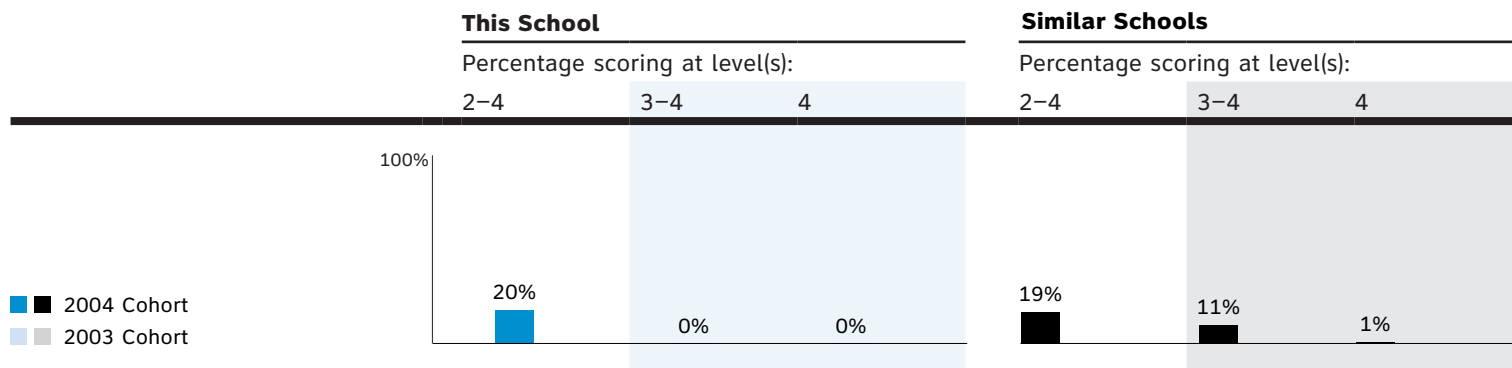 This School
Similar Schools
Percentage scoring at level(s):
Percentage scoring at level(s):
2–4
3–4
4
2–4
3–4
4
100%
20%
0%
0%
19%
11%
1%
2004 Cohort
2003 Cohort